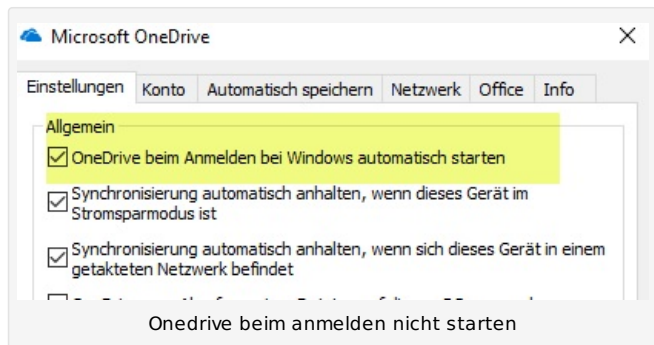 Microsoft OneDrive
Einstellungen Konto Automatisch speichern Netzwerk Office Info
Allgemein
OneDrive beim Anmelden bei Windows automatisch starten
Synchronisierung automatisch anhalten, wenn dieses Gerät im
Stromsparmodus ist
Synchronisierung automatisch anhalten, wenn sich dieses Gerät in einem
getakteten Netzwerk befindet
Onedrive beim anmelden nicht starten